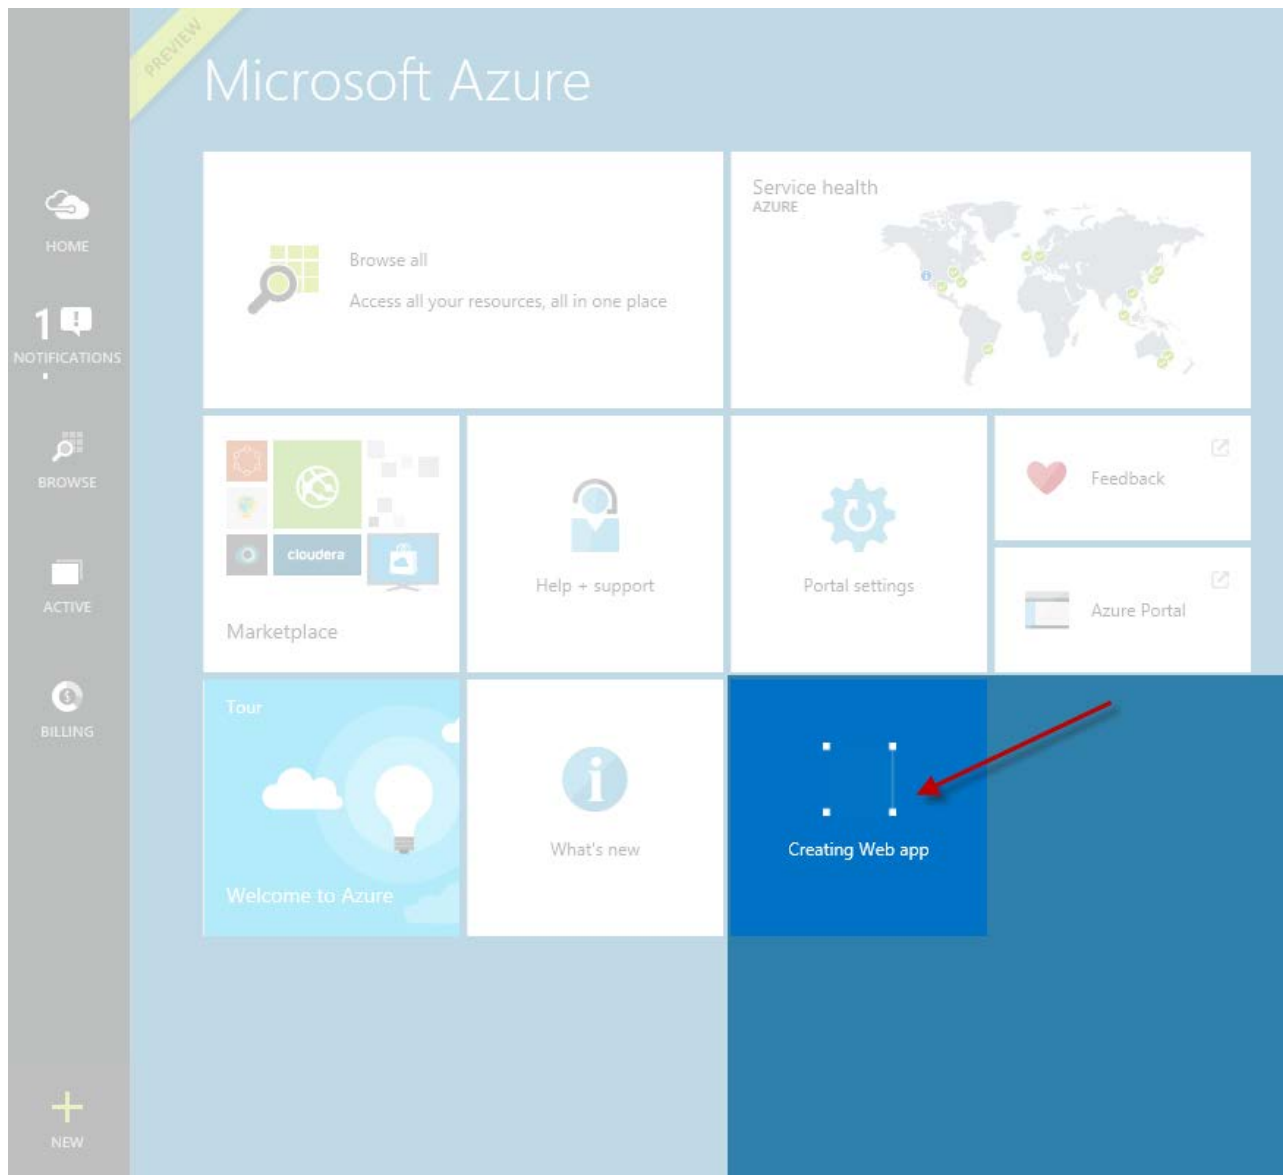 PREVIEW
Microsoft Azure
HOME
1
NOTIFICATIONS
BROWSE
ACTIVE
BILLING
NEW
Browse all
Access all your resources, all in one place
Service health
AZURE
cloudera
Marketplace
Help + support
Portal settings
Feedback
Azure Portal
Tour
Welcome to Azure
What's new
Creating Web app